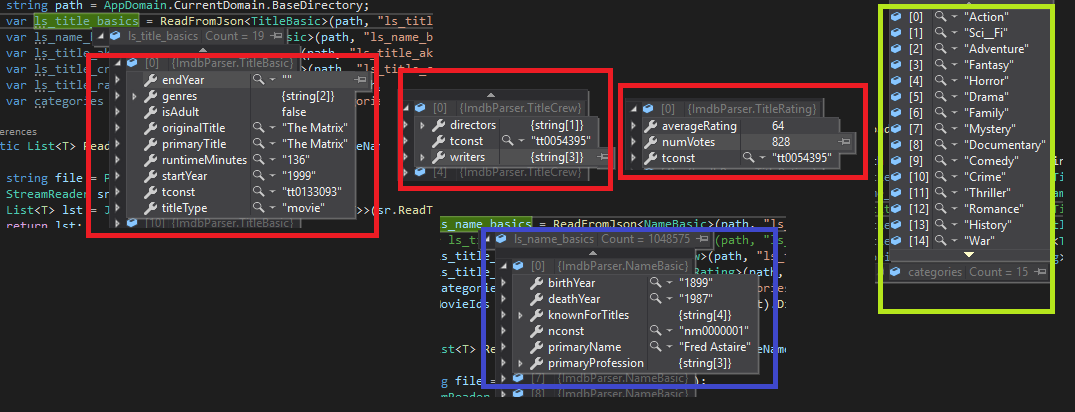 string path = AppDomain.CurrentDomain.BaseDirectory;
var ls_title_basics = ReadFromJson<TitleBasic>(path, "ls_titl
var ls_name_b
ls_title_basics Count = 19
sic>(path, "ls_name_b
var ls_title_ak
(path, "ls_title_ak
var ls_title_cr
var ls_title_ra
var categories
[0] {ImdbParser.TitleBasic}
endYear ""
genres {string[2]}
isAdult false
originalTitle "The Matrix"
primaryTitle "The Matrix"
runtimeMinutes "136"
startYear "1999"
tconst "tt0133093"
titleType "movie"
[10] {ImdbParser.TitleBasic}
erences
tic List<T> Rea
string file = P
StreamReader sr
List<T> lst = J
>>(sr.ReadT
return lst;
[0] {ImdbParser.TitleCrew}
directors {string[1]}
tconst "tt0054395"
writers {string[3]}
[4] {ImdbParser.TitleCrew}
[0] {ImdbParser.TitleRating}
averageRating 64
numVotes 828
tconst "tt0054395"
[0] "Action"
[1] "Sci__Fi"
[2] "Adventure"
[3] "Fantasy"
[4] "Horror"
[5] "Drama"
[6] "Family"
[7] "Mystery"
[8] "Documentary"
[9] "Comedy"
[10] "Crime"
[11] "Thriller"
[12] "Romance"
[13] "History"
[14] "War"
categories Count = 15
ls_name_basics = ReadFromJson<NameBasic>(path, "ls
ls_name_basics Count = 1048575
[0] {ImdbParser.NameBasic}
birthYear "1899"
deathYear "1987"
knownForTitles {string[4]}
nconst "nm0000001"
primaryName "Fred Astaire"
primaryProfession {string[3]}
[7] {ImdbParser.NameBasic}
[8] {ImdbParser.NameBasic}